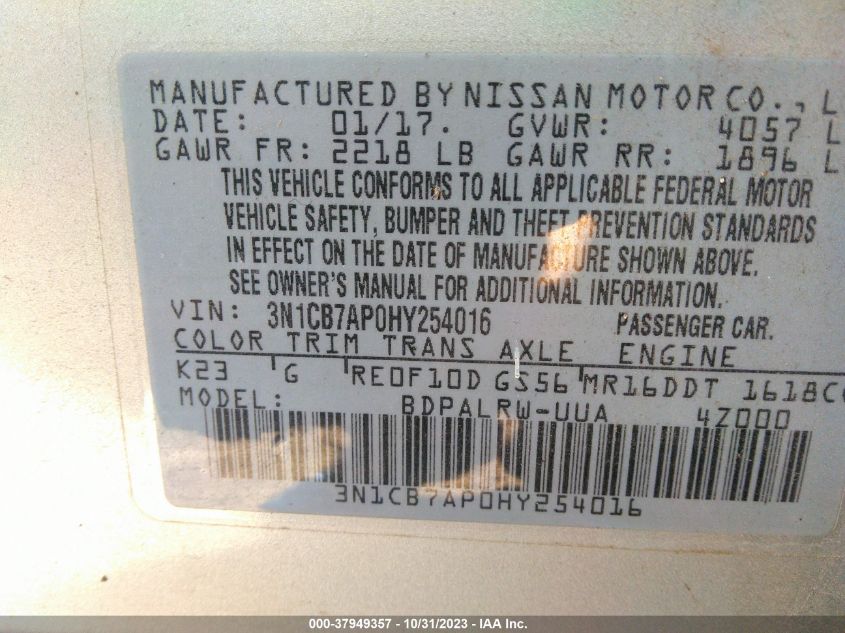 MANUFACTURED BY NISSAN MOTOR CO., L
DATE: 01/17. GVWR: 4057 L
GAWR FR: 2218 LB GAWR RR: 1896 L
THIS VEHICLE CONFORMS TO ALL APPLICABLE FEDERAL MOTOR
VEHICLE SAFETY, BUMPER AND THEFT PREVENTION STANDARDS
IN EFFECT ON THE DATE OF MANUFACTURE SHOWN ABOVE.
SEE OWNER'S MANUAL FOR ADDITIONAL INFORMATION.
VIN: 3N1CB7AP0HY254016 PASSENGER CAR.
COLOR TRIM TRANS AXLE ENGINE
K23 G RE0F10D GS56 MR16DDT 1618C
MODEL: BDPALRW-UUA 4Z000
3N1CB7AP0HY254016
000-37949357 - 10/31/2023 - Copyright © IAA, Inc.